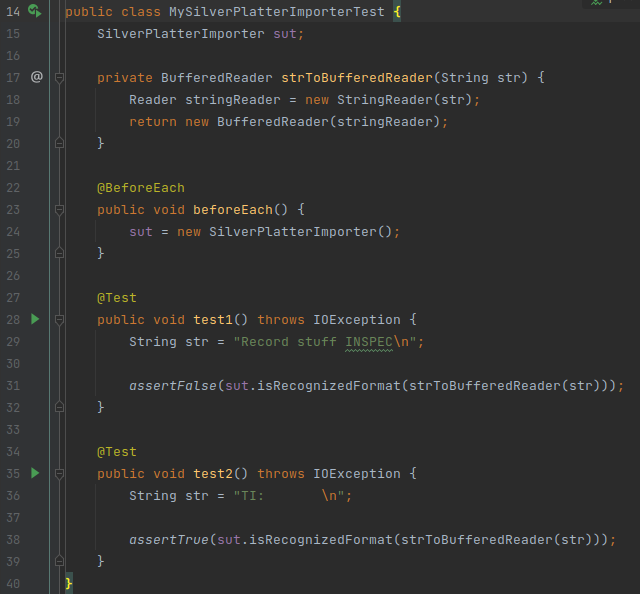 14 public class MySilverPlatterImporterTest {
15     SilverPlatterImporter sut;
16
17 @     private BufferedReader strToBufferedReader(String str) {
18         Reader stringReader = new StringReader(str);
19         return new BufferedReader(stringReader);
20     }
21
22     @BeforeEach
23     public void beforeEach() {
24         sut = new SilverPlatterImporter();
25     }
26
27     @Test
28     public void test1() throws IOException {
29         String str = "Record stuff INSPEC\n";
30
31         assertFalse(sut.isRecognizedFormat(strToBufferedReader(str)));
32     }
33
34     @Test
35     public void test2() throws IOException {
36         String str = "TI:       \n";
37
38         assertTrue(sut.isRecognizedFormat(strToBufferedReader(str)));
39     }
40 }